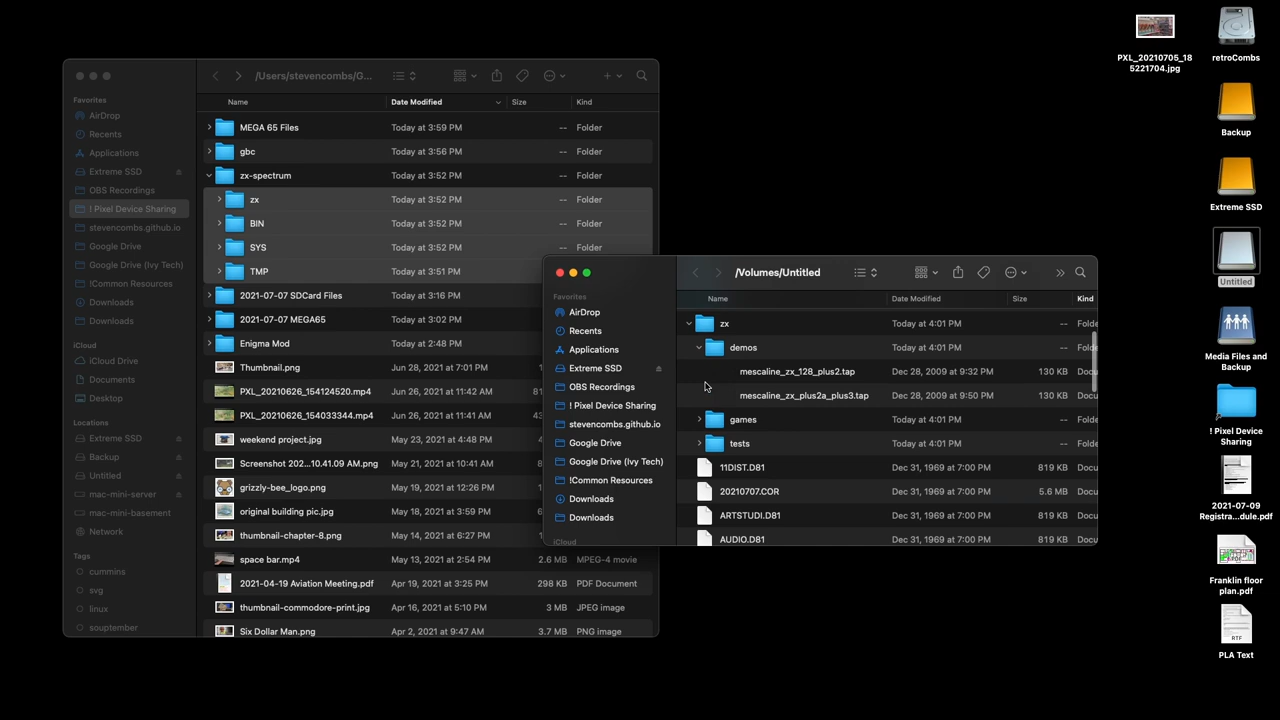 /Users/stevencombs/G...
Favorites
AirDrop
Recents
Applications
Extreme SSD
OBS Recordings
! Pixel Device Sharing
stevencombs.github.io
Google Drive
Google Drive (Ivy Tech)
!Common Resources
Downloads
Downloads
iCloud
iCloud Drive
Documents
Desktop
Locations
Extreme SSD
Backup
Untitled
mac-mini-server
mac-mini-basement
Network
Tags
cummins
svg
linux
souptember
Name Date Modified Size Kind
MEGA 65 Files Today at 3:59 PM -- Folder
gbc Today at 3:56 PM -- Folder
zx-spectrum Today at 3:52 PM -- Folder
zx Today at 3:52 PM -- Folder
BIN Today at 3:52 PM -- Folder
SYS Today at 3:52 PM -- Folder
TMP Today at 3:51 PM
2021-07-07 SDCard Files Today at 3:16 PM
2021-07-07 MEGA65 Today at 3:02 PM
Enigma Mod Today at 2:48 PM
Thumbnail.png Jun 28, 2021 at 7:01 PM
PXL_20210626_154124520.mp4 Jun 26, 2021 at 11:42 AM 81
PXL_20210626_154033344.mp4 Jun 26, 2021 at 11:41 AM 43
weekend project.jpg May 23, 2021 at 4:48 PM
Screenshot 202...10.41.09 AM.png May 21, 2021 at 10:41 AM
grizzly-bee_logo.png May 19, 2021 at 12:26 PM
original building pic.jpg May 18, 2021 at 3:59 PM
thumbnail-chapter-8.png May 14, 2021 at 6:27 PM
space bar.mp4 May 13, 2021 at 2:54 PM 2.6 MB MPEG-4 movie
2021-04-19 Aviation Meeting.pdf Apr 19, 2021 at 3:25 PM 298 KB PDF Document
thumbnail-commodore-print.jpg Apr 16, 2021 at 5:10 PM 3 MB JPEG image
Six Dollar Man.png Apr 2, 2021 at 9:47 AM 3.7 MB PNG image
/Volumes/Untitled
Favorites
AirDrop
Recents
Applications
Extreme SSD
OBS Recordings
! Pixel Device Sharing
stevencombs.github.io
Google Drive
Google Drive (Ivy Tech)
!Common Resources
Downloads
Downloads
iCloud
Name Date Modified Size Kind
zx Today at 4:01 PM -- Folde
demos Today at 4:01 PM -- Folde
mescaline_zx_128_plus2.tap Dec 28, 2009 at 9:32 PM 130 KB Docu
mescaline_zx_plus2a_plus3.tap Dec 28, 2009 at 9:50 PM 130 KB Docu
games Today at 4:01 PM -- Folde
tests Today at 4:01 PM -- Folde
11DIST.D81 Dec 31, 1969 at 7:00 PM 819 KB Docu
20210707.COR Dec 31, 1969 at 7:00 PM 5.6 MB Docu
ARTSTUDI.D81 Dec 31, 1969 at 7:00 PM 819 KB Docu
AUDIO.D81 Dec 31, 1969 at 7:00 PM 819 KB Docu
PXL_20210705_18
5221704.jpg
retroCombs
Backup
Extreme SSD
Untitled
Media Files and
Backup
! Pixel Device
Sharing
2021-07-09
Registra...dule.pdf
Franklin floor
plan.pdf
RTF
PLA Text